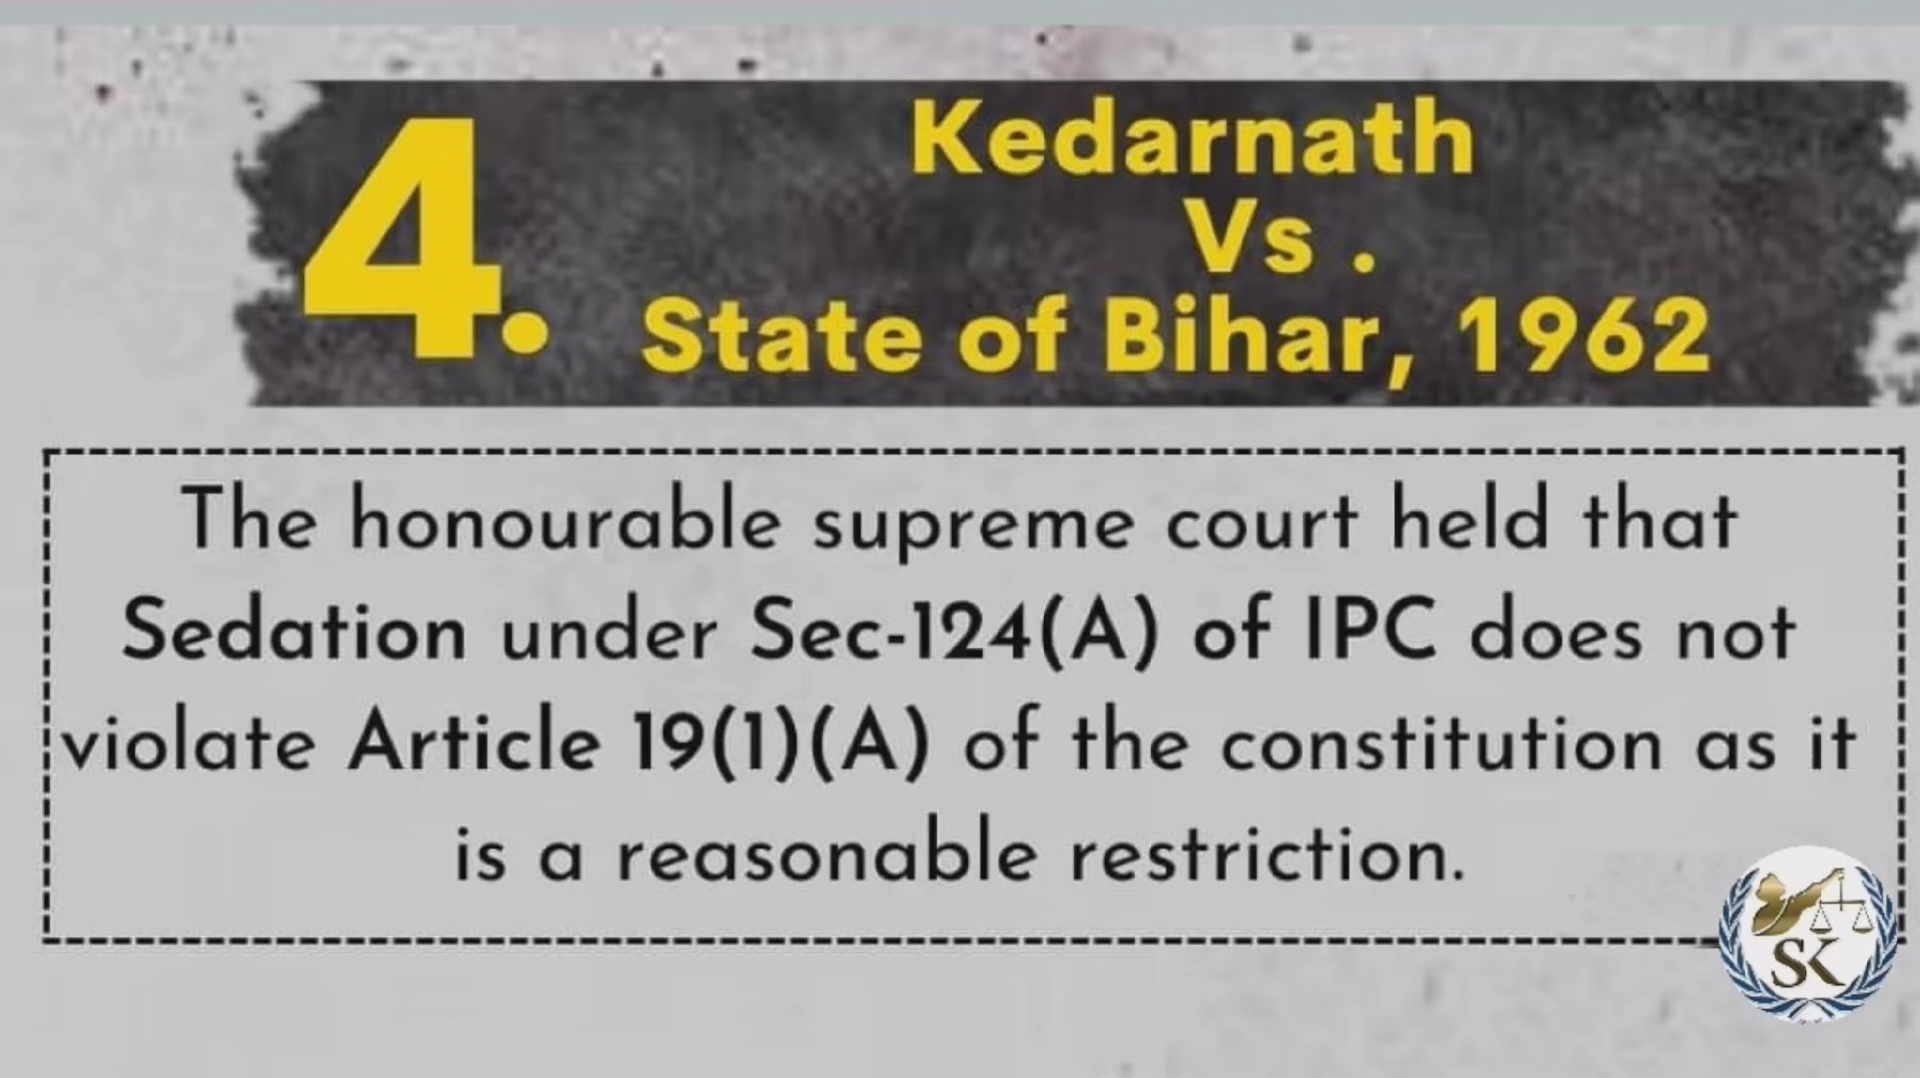 4.
Kedarnath
Vs .
State of Bihar, 1962
The honourable supreme court held that
Sedation under Sec-124(A) of IPC does not
violate Article 19(1)(A) of the constitution as it
is a reasonable restriction.
SK